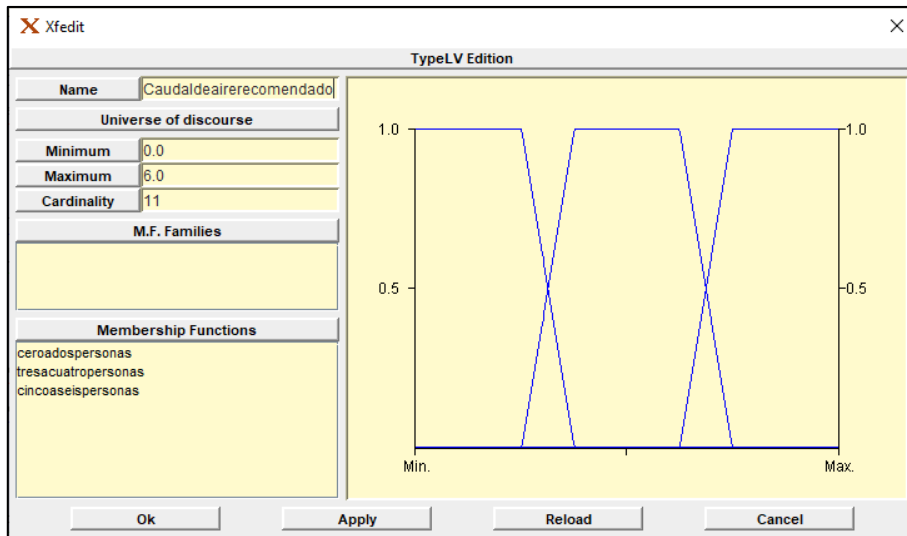 Xfedit
TypeLV Edition
Name Caudaldeairerecomendado
Universe of discourse
Minimum 0.0
Maximum 6.0
Cardinality 11
M.F. Families
Membership Functions
ceroadospersonas
tresacuatropersonas
cincoaseispersonas
1.0 1.0
0.5 0.5
Min. Max.
Ok Apply Reload Cancel